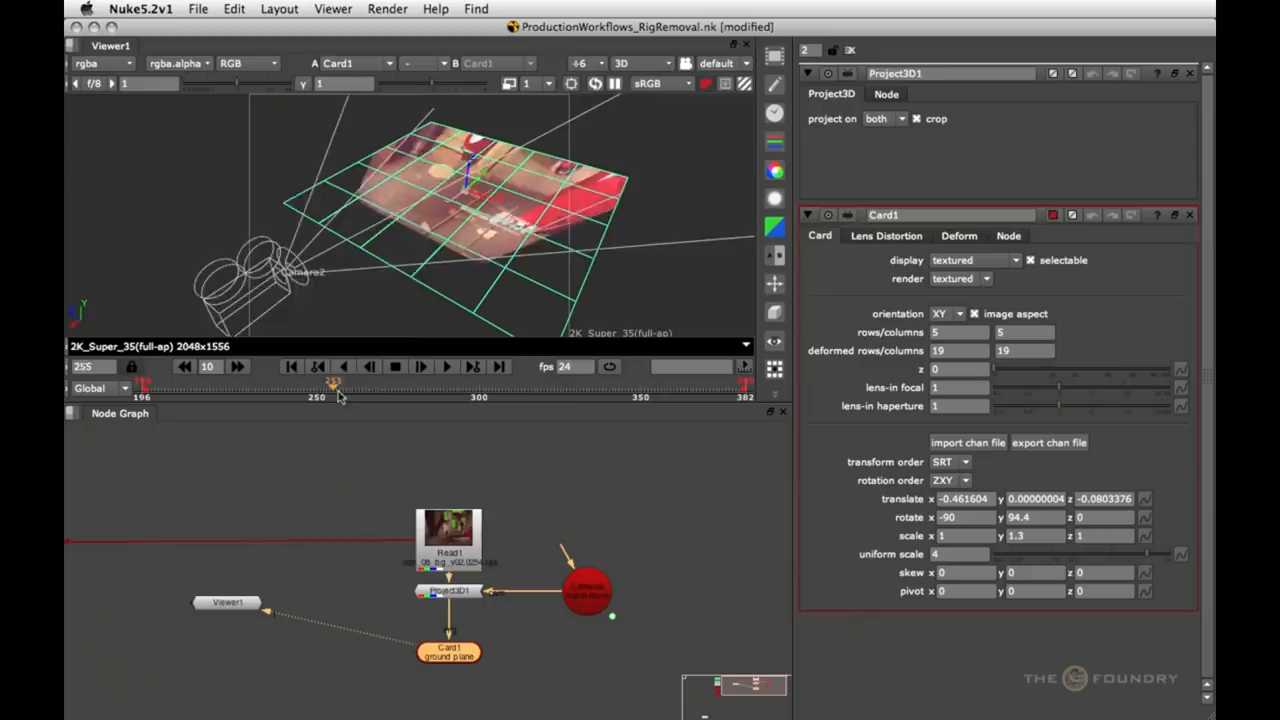 Nuke5.2v1 File Edit Layout Viewer Render Help Find
ProductionWorkflows_RigRemoval.nk [modified]
Viewer1
rgba rgba.alpha RGB A Card1 - B Card1 ÷6 3D default
f/8 1 γ 1 1 sRGB
Camera2
2K_Super_35(full-ap)
2K_Super_35(full-ap) 2048x1556
255 10 fps 24
Global 196 250 300 350 382
Node Graph
Read1
Project3D1
Viewer1
Card1
ground plane
2
Project3D1
Project3D Node
project on both crop
Card1
Card Lens Distortion Deform Node
display textured selectable
render textured
orientation XY image aspect
rows/columns 5 5
deformed rows/columns 19 19
z 0
lens-in focal 1
lens-in haperture 1
import chan file export chan file
transform order SRT
rotation order ZXY
translate x -0.461604 y 0.00000004 z -0.0803376
rotate x -90 y 94.4 z 0
scale x 1 y 1.3 z 1
uniform scale 4
skew x 0 y 0 z 0
pivot x 0 y 0 z 0
THE FOUNDRY